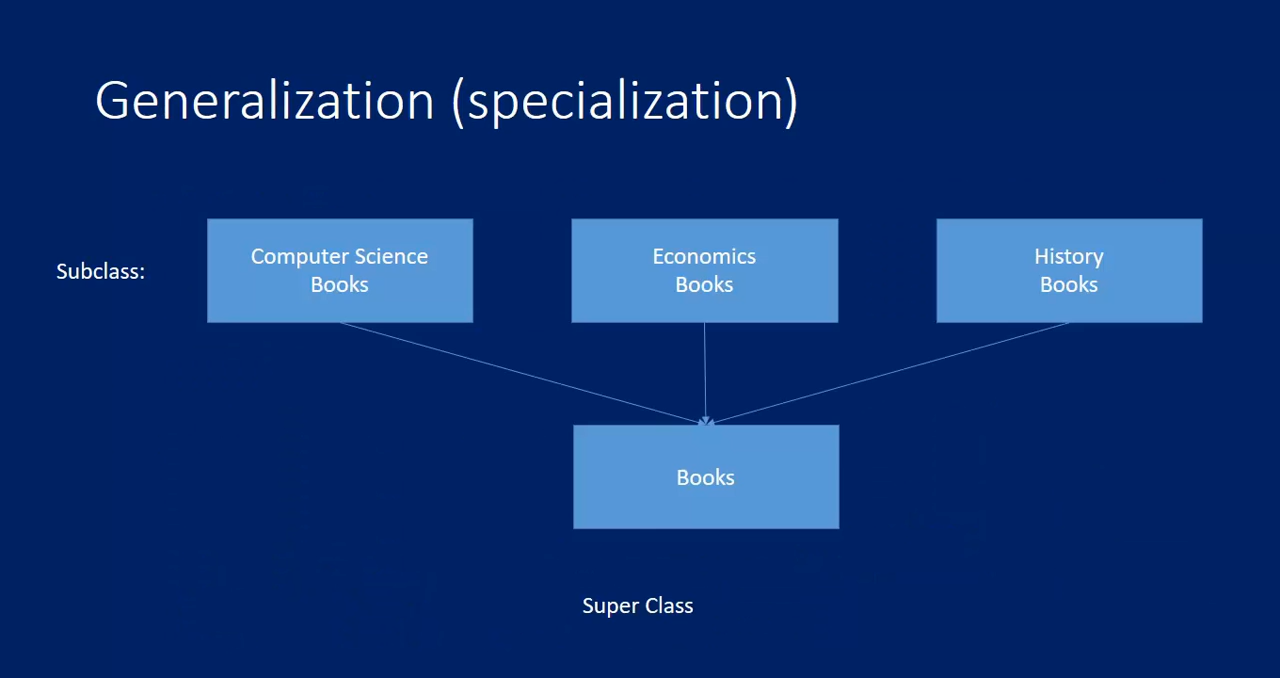 Generalization (specialization)
Subclass:
Computer Science
Books
Economics
Books
History
Books
Books
Super Class